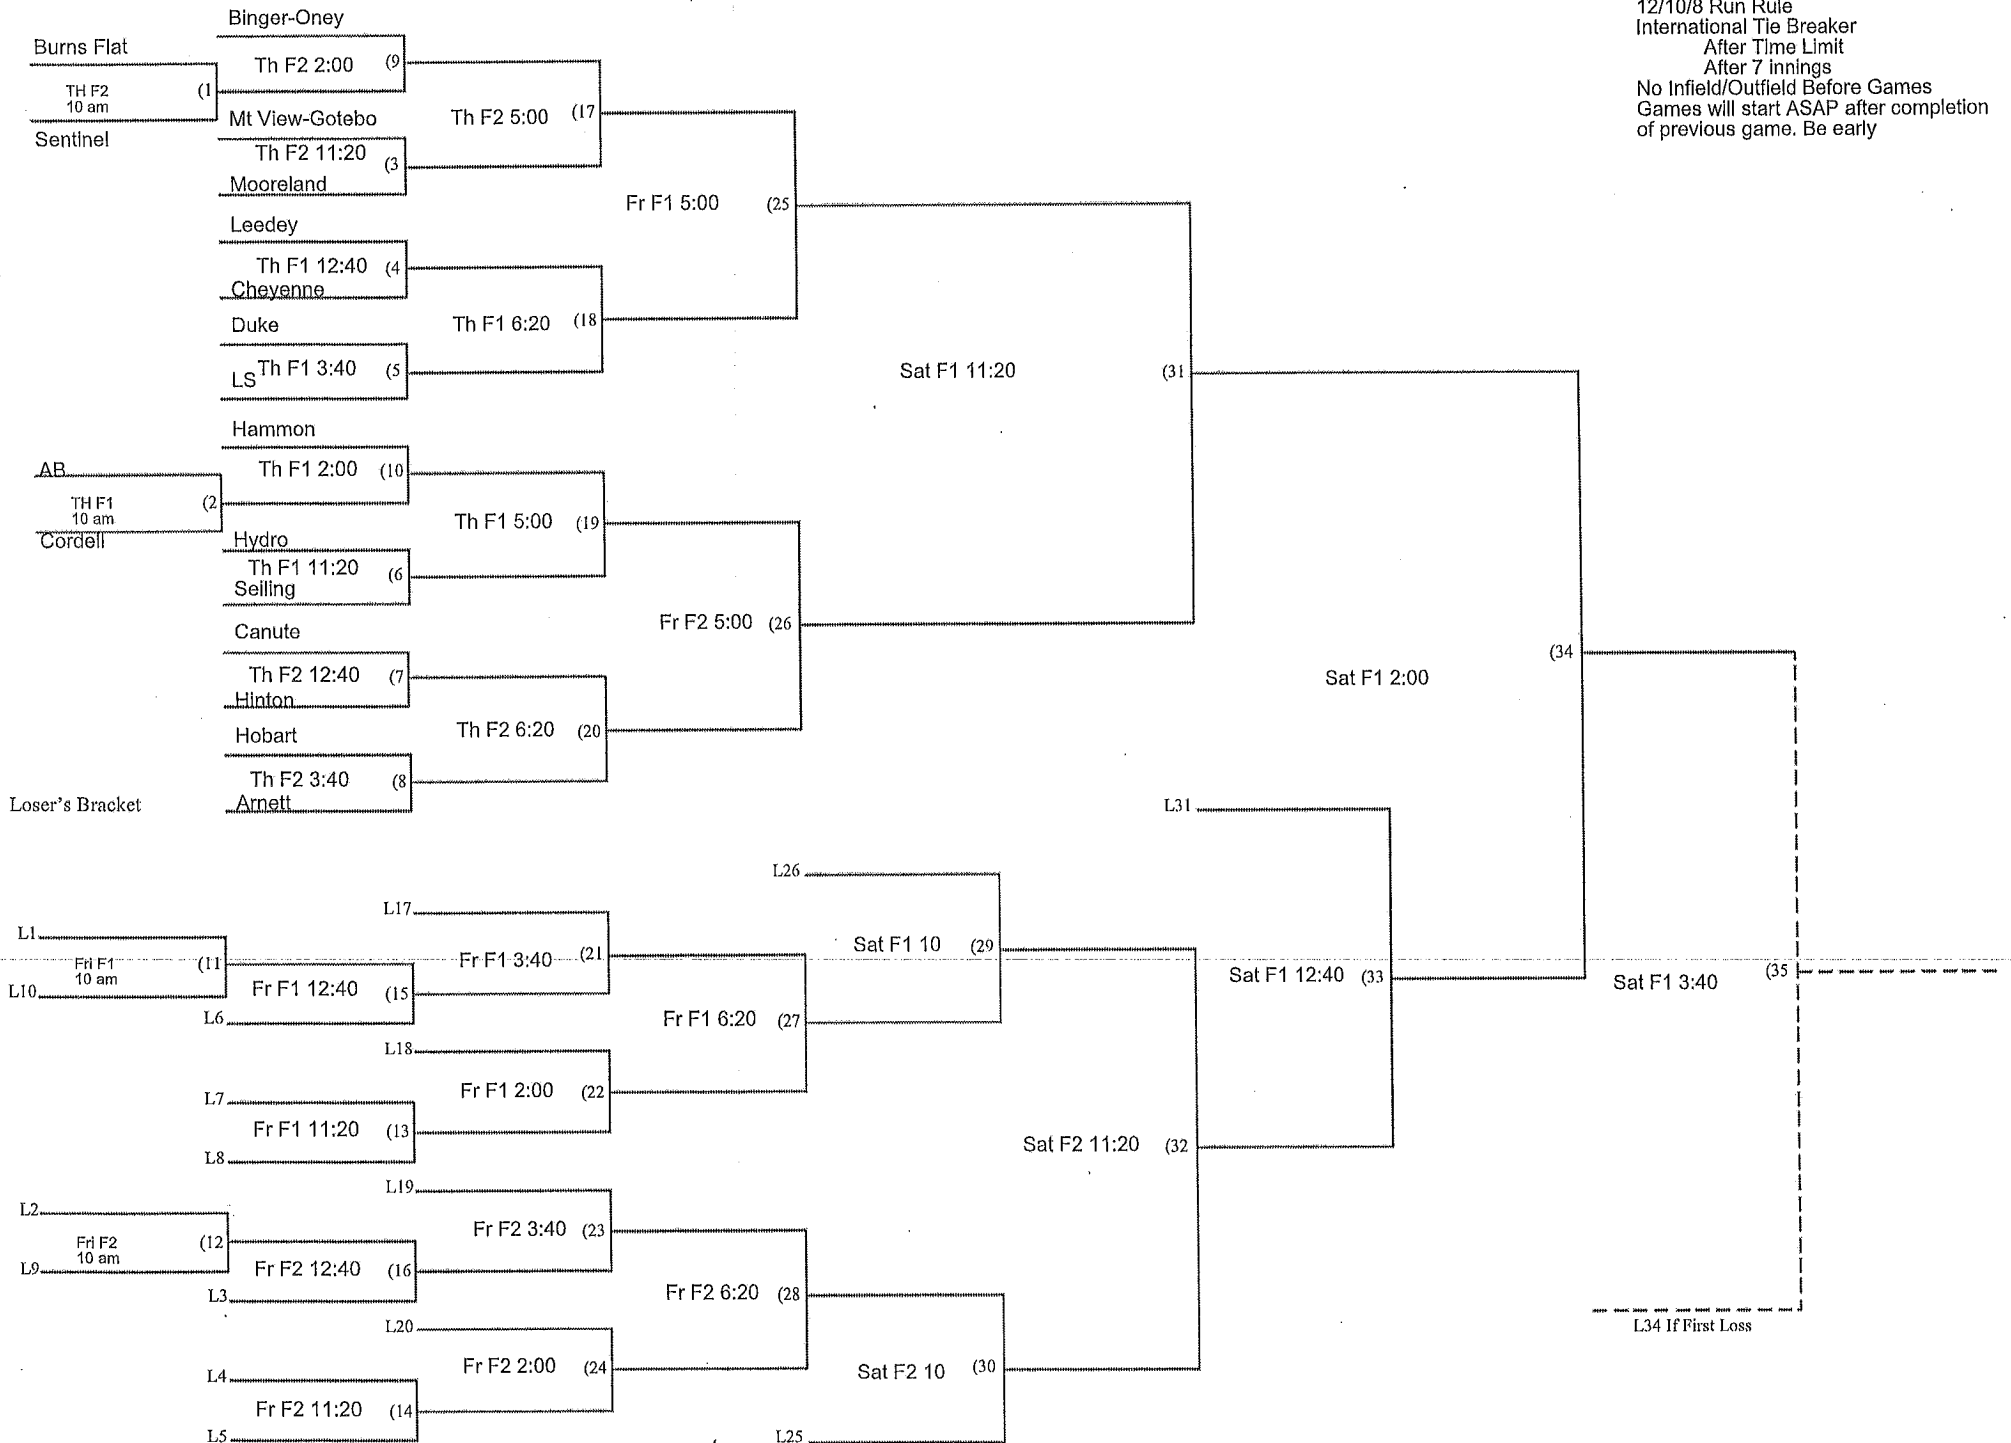 12/10/8 Run Rule
International Tie Breaker
After Time Limit
After 7 innings
No Infield/Outfield Before Games
Games will start ASAP after completion
of previous game. Be early
Binger-Oney
Burns Flat
Th F2 2:00 (9
TH F2
10 am
(1
Sentinel
Mt View-Gotebo
Th F2 11:20 (3
Mooreland
Th F2 5:00 (17
Leedey
Th F1 12:40 (4
Cheyenne
Duke
Th F1 3:40 (5
LS
Th F1 6:20 (18
Fr F1 5:00 (25
Hammon
Th F1 2:00 (10
AB
TH F1
10 am
(2
Cordell
Hydro
Th F1 11:20 (6
Seiling
Th F1 5:00 (19
Canute
Th F2 12:40 (7
Hinton
Hobart
Th F2 3:40 (8
Arnett
Th F2 6:20 (20
Fr F2 5:00 (26
Sat F1 11:20 (31
Sat F1 2:00 (34
Loser's Bracket
L31
L26
L17
L1
Fri F1
10 am
(11
L10
Fr F1 12:40 (15
L6
Fr F1 3:40 (21
L18
L7
Fr F1 11:20 (13
L8
Fr F1 2:00 (22
Fr F1 6:20 (27
Sat F1 10 (29
Sat F1 12:40 (33
Sat F1 3:40 (35
Sat F2 11:20 (32
L19
L2
Fri F2
10 am
(12
L9
Fr F2 12:40 (16
L3
Fr F2 3:40 (23
L20
L4
Fr F2 11:20 (14
L5
Fr F2 2:00 (24
Fr F2 6:20 (28
Sat F2 10 (30
L25
L34 If First Loss